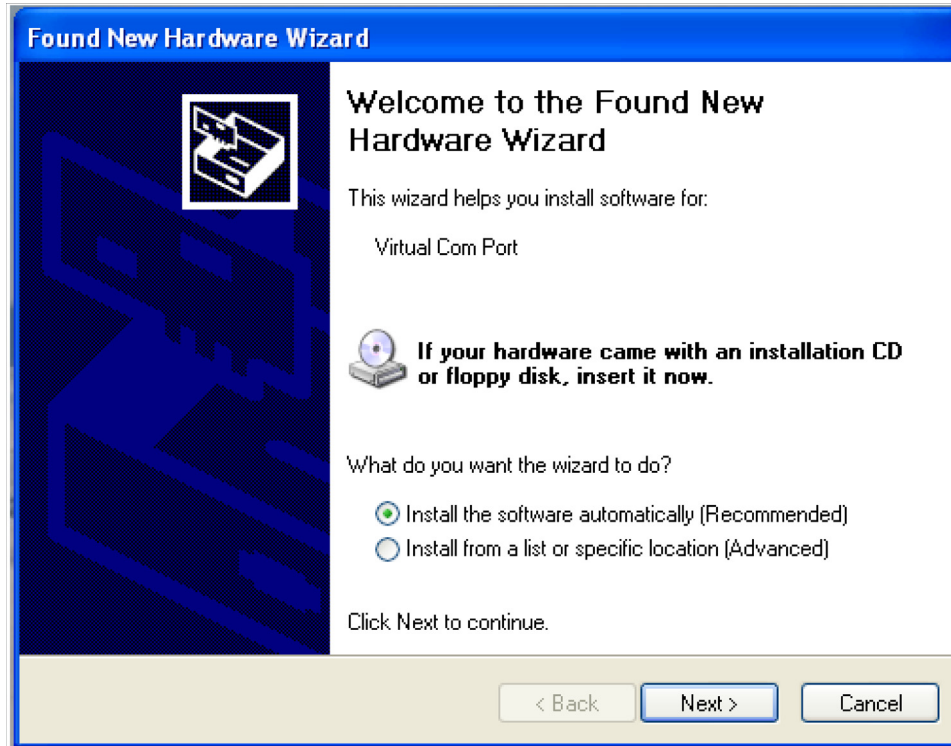 Found New Hardware Wizard
Welcome to the Found New
Hardware Wizard
This wizard helps you install software for:
Virtual Com Port
If your hardware came with an installation CD
or floppy disk, insert it now.
What do you want the wizard to do?
Install the software automatically (Recommended)
Install from a list or specific location (Advanced)
Click Next to continue.
< Back Next > Cancel